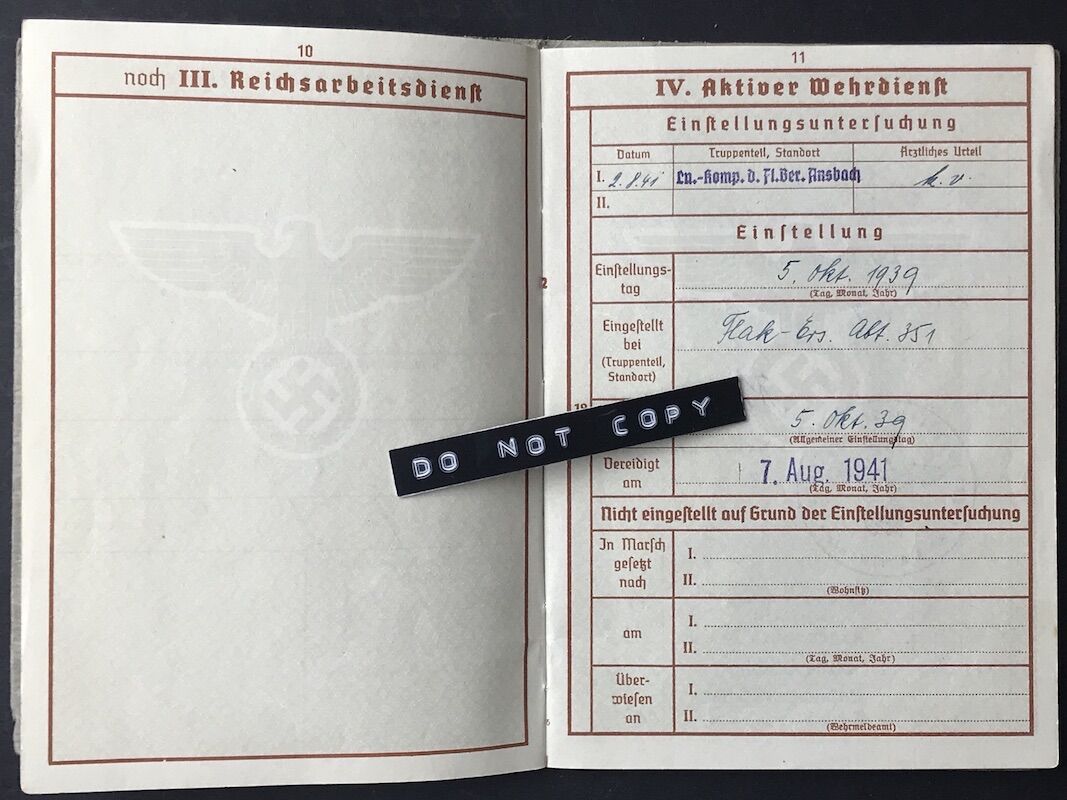 10
noch III. Reichsarbeitsdienst
11
IV. Aktiver Wehrdienst
Einstellungsuntersuchung
Datum Truppenteil, Standort Ärztliches Urteil
I. 2.8.41 Ln.-Komp. d. Fl.Ber. Ansbach k. v.
II.
Einstellung
Einstellungs-
tag
5. Okt. 1939
(Tag, Monat, Jahr)
Eingestellt
bei
(Truppenteil,
Standort)
Flak-Ers. Abt. 351
5. Okt. 39
(Allgemeiner Einstellungstag)
DO NOT COPY
Vereidigt
am
7. Aug. 1941
(Tag, Monat, Jahr)
Nicht eingestellt auf Grund der Einstellungsuntersuchung
In Marsch
gesetzt
nach
I.
II.
(Wohnsitz)
am
I.
II.
(Tag, Monat, Jahr)
Über-
wiesen
an
I.
II.
(Wehrmeldeamt)